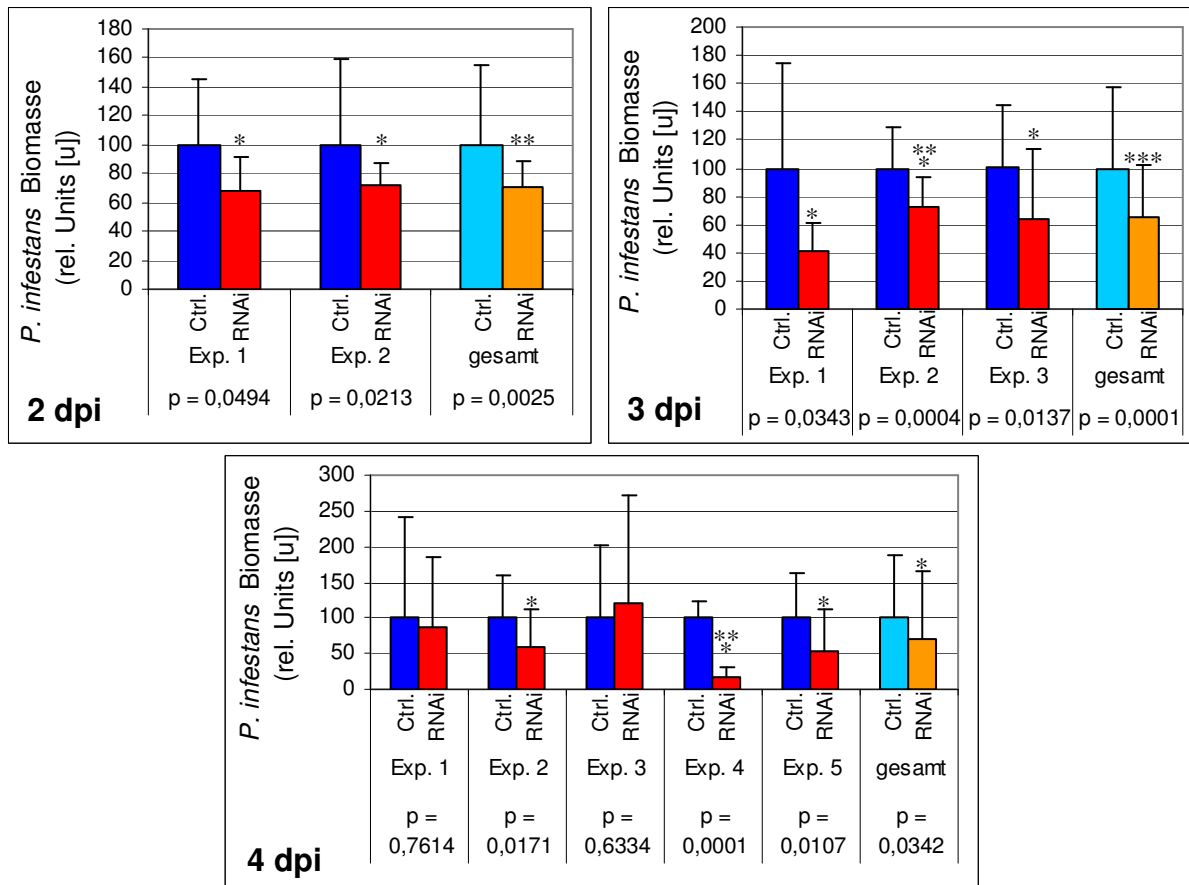 P. infestans Biomasse
(rel. Units [u])
180
160
140
120
100
80
60
40
20
0
* * **
Ctrl. RNAi Ctrl. RNAi Ctrl. RNAi
Exp. 1 Exp. 2 gesamt
p = 0,0494 p = 0,0213 p = 0,0025
2 dpi
P. infestans Biomasse
(rel. Units [u])
200
180
160
140
120
100
80
60
40
20
0
* *** * ***
Ctrl. RNAi Ctrl. RNAi Ctrl. RNAi Ctrl. RNAi
Exp. 1 Exp. 2 Exp. 3 gesamt
p = 0,0343 p = 0,0004 p = 0,0137 p = 0,0001
3 dpi
P. infestans Biomasse
(rel. Units [u])
300
250
200
150
100
50
0
* *** * *
Ctrl. RNAi Ctrl. RNAi Ctrl. RNAi Ctrl. RNAi Ctrl. RNAi Ctrl. RNAi
Exp. 1 Exp. 2 Exp. 3 Exp. 4 Exp. 5 gesamt
p = p = p = p = p = p =
0,7614 0,0171 0,6334 0,0001 0,0107 0,0342
4 dpi